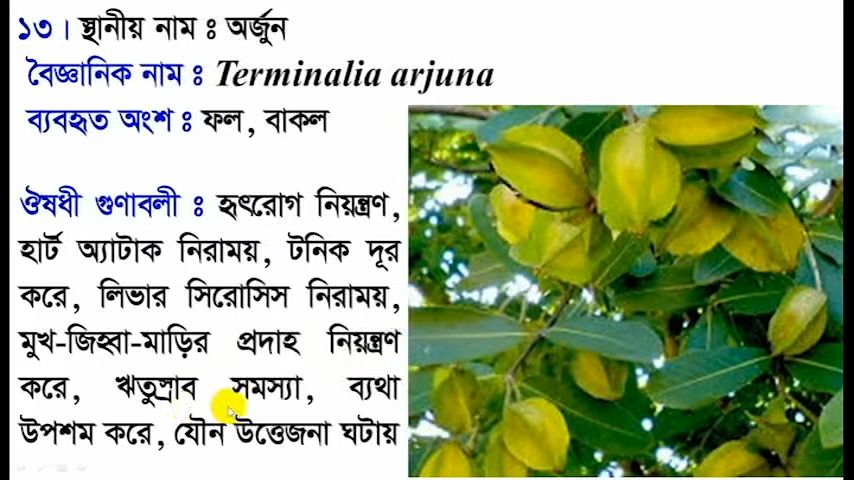 ১৩। স্থানীয় নাম ঃ অর্জুন
বৈজ্ঞানিক নাম ঃ Terminalia arjuna
ব্যবহৃত অংশ ঃ ফল, বাকল
ঔষধী গুণাবলী ঃ হৃৎরোগ নিয়ন্ত্রণ,
হার্ট অ্যাটাক নিরাময়, টনিক দূর
করে, লিভার সিরোসিস নিরাময়,
মুখ-জিহ্বা-মাড়ির প্রদাহ নিয়ন্ত্রণ
করে, ঋতুস্রাব সমস্যা, ব্যথা
উপশম করে, যৌন উত্তেজনা ঘটায়